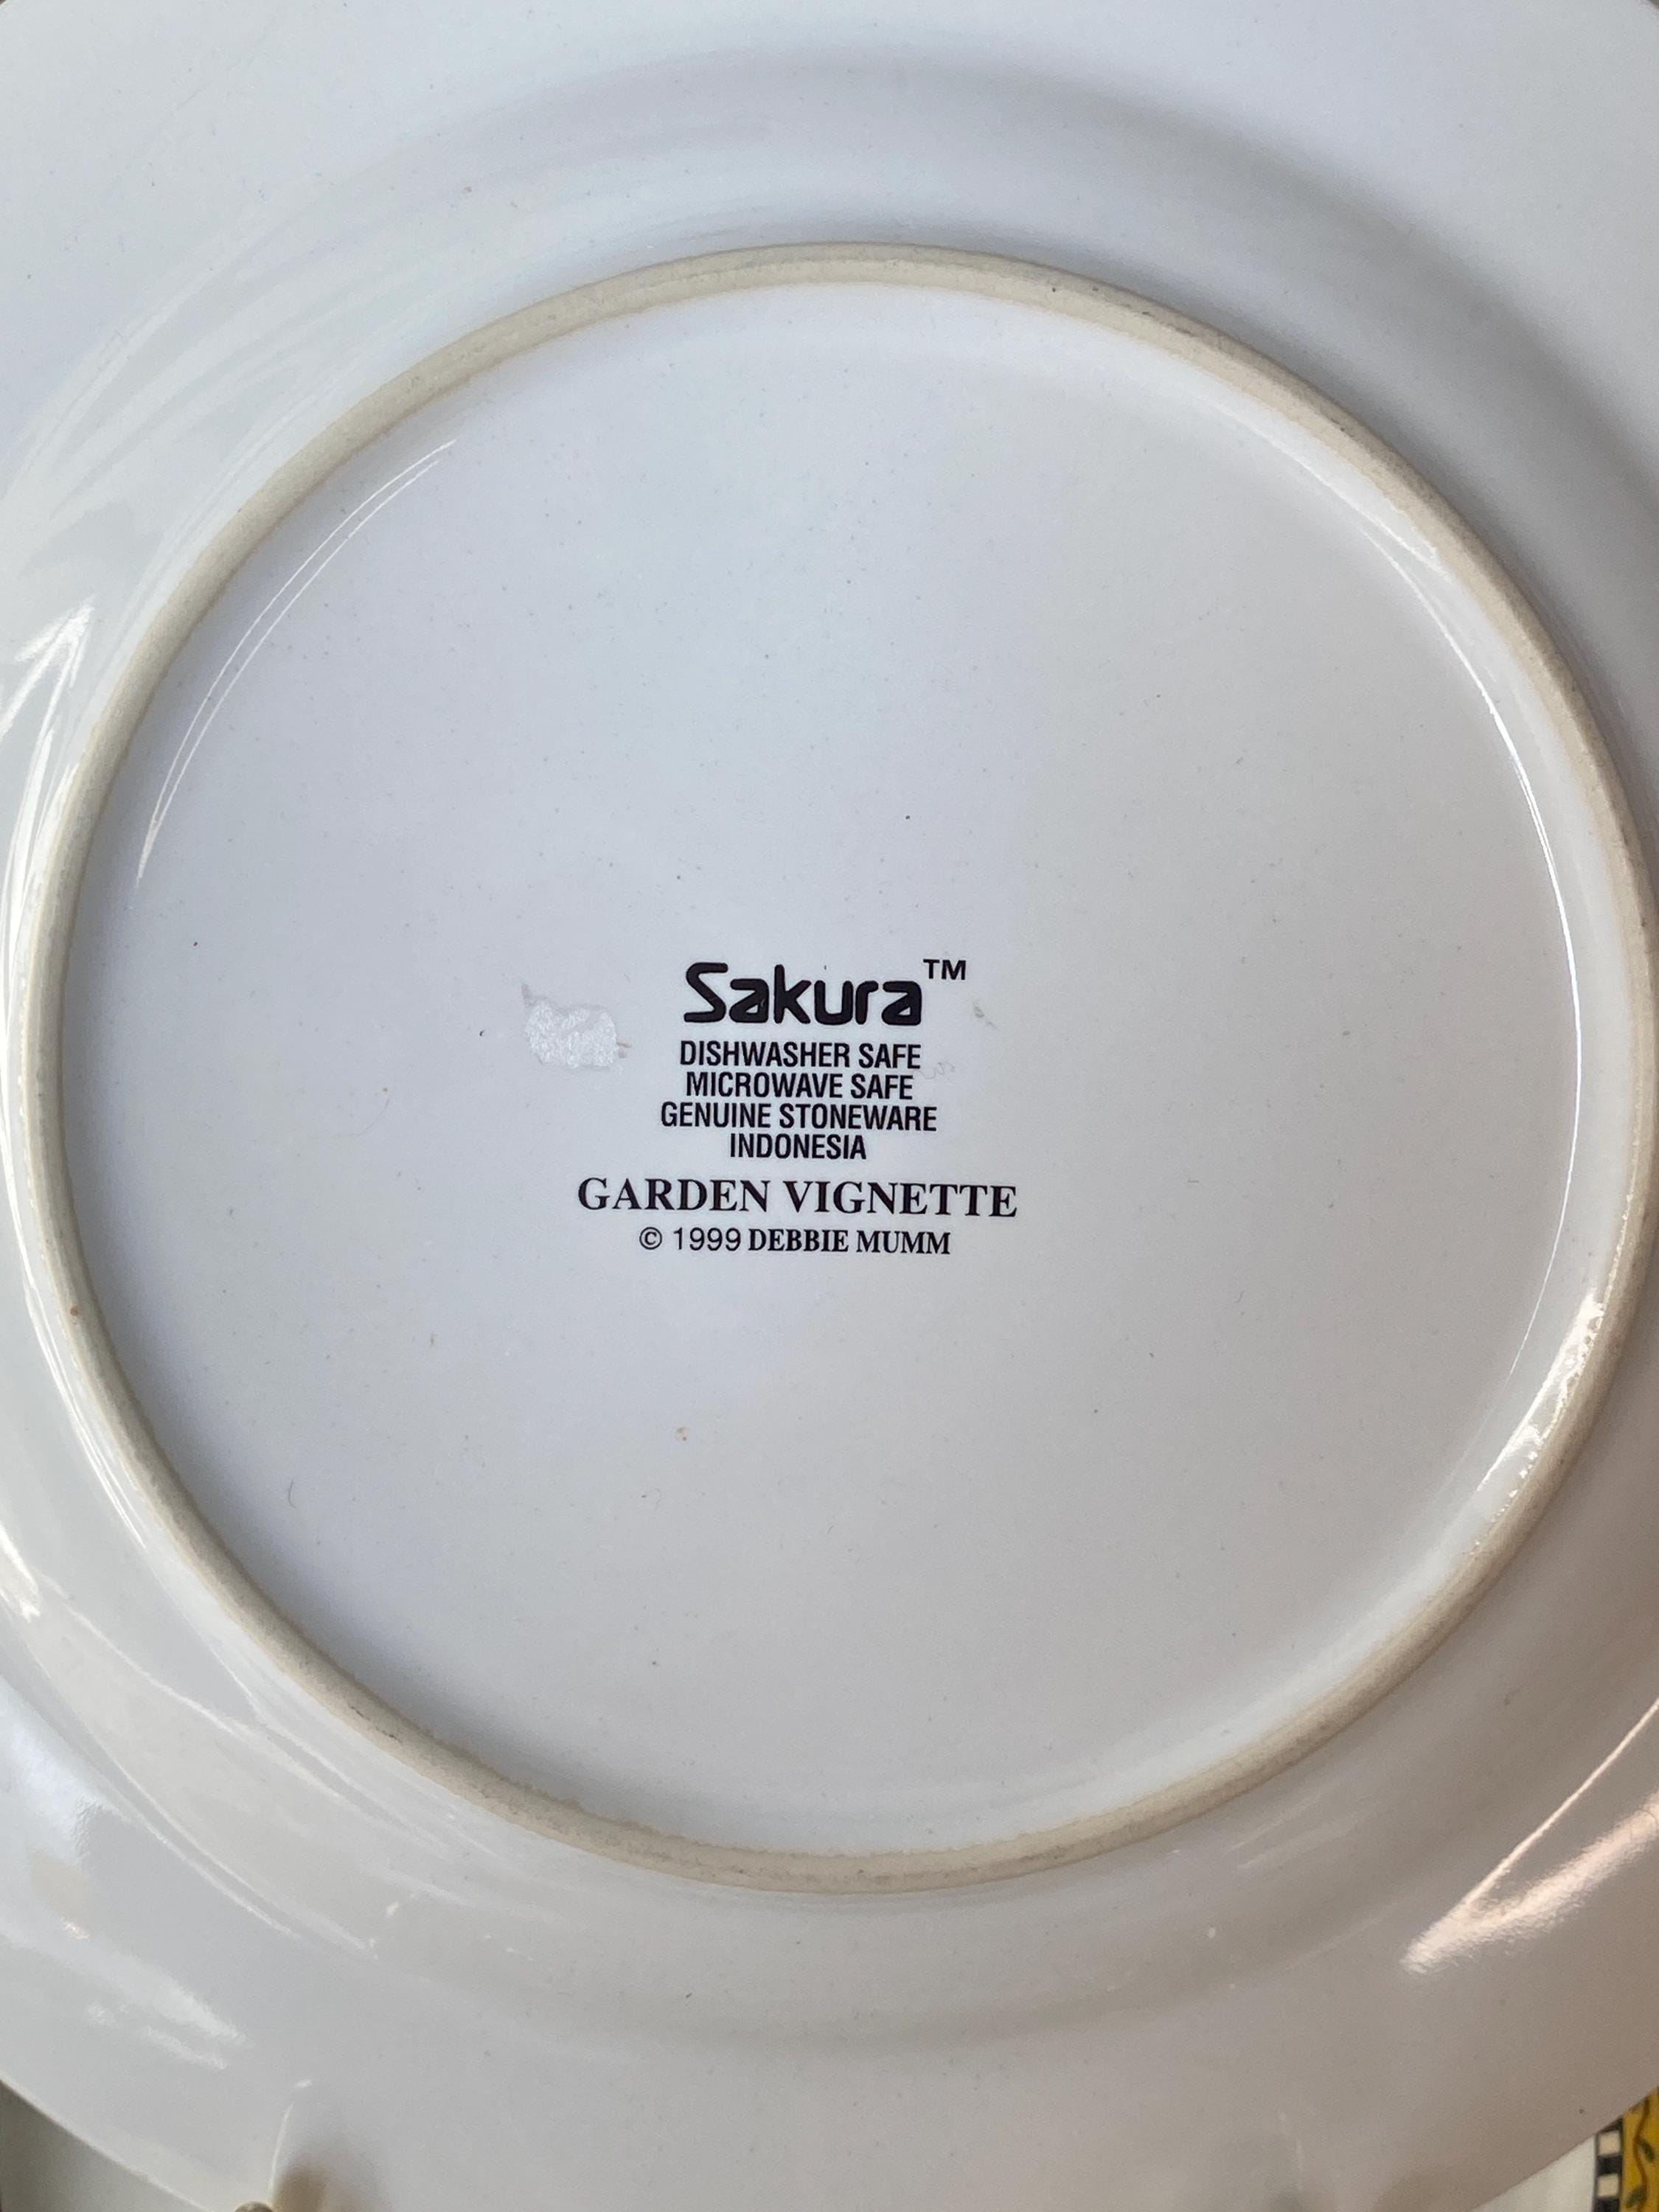 Sakura™
DISHWASHER SAFE
MICROWAVE SAFE
GENUINE STONEWARE
INDONESIA
GARDEN VIGNETTE
© 1999 DEBBIE MUMM